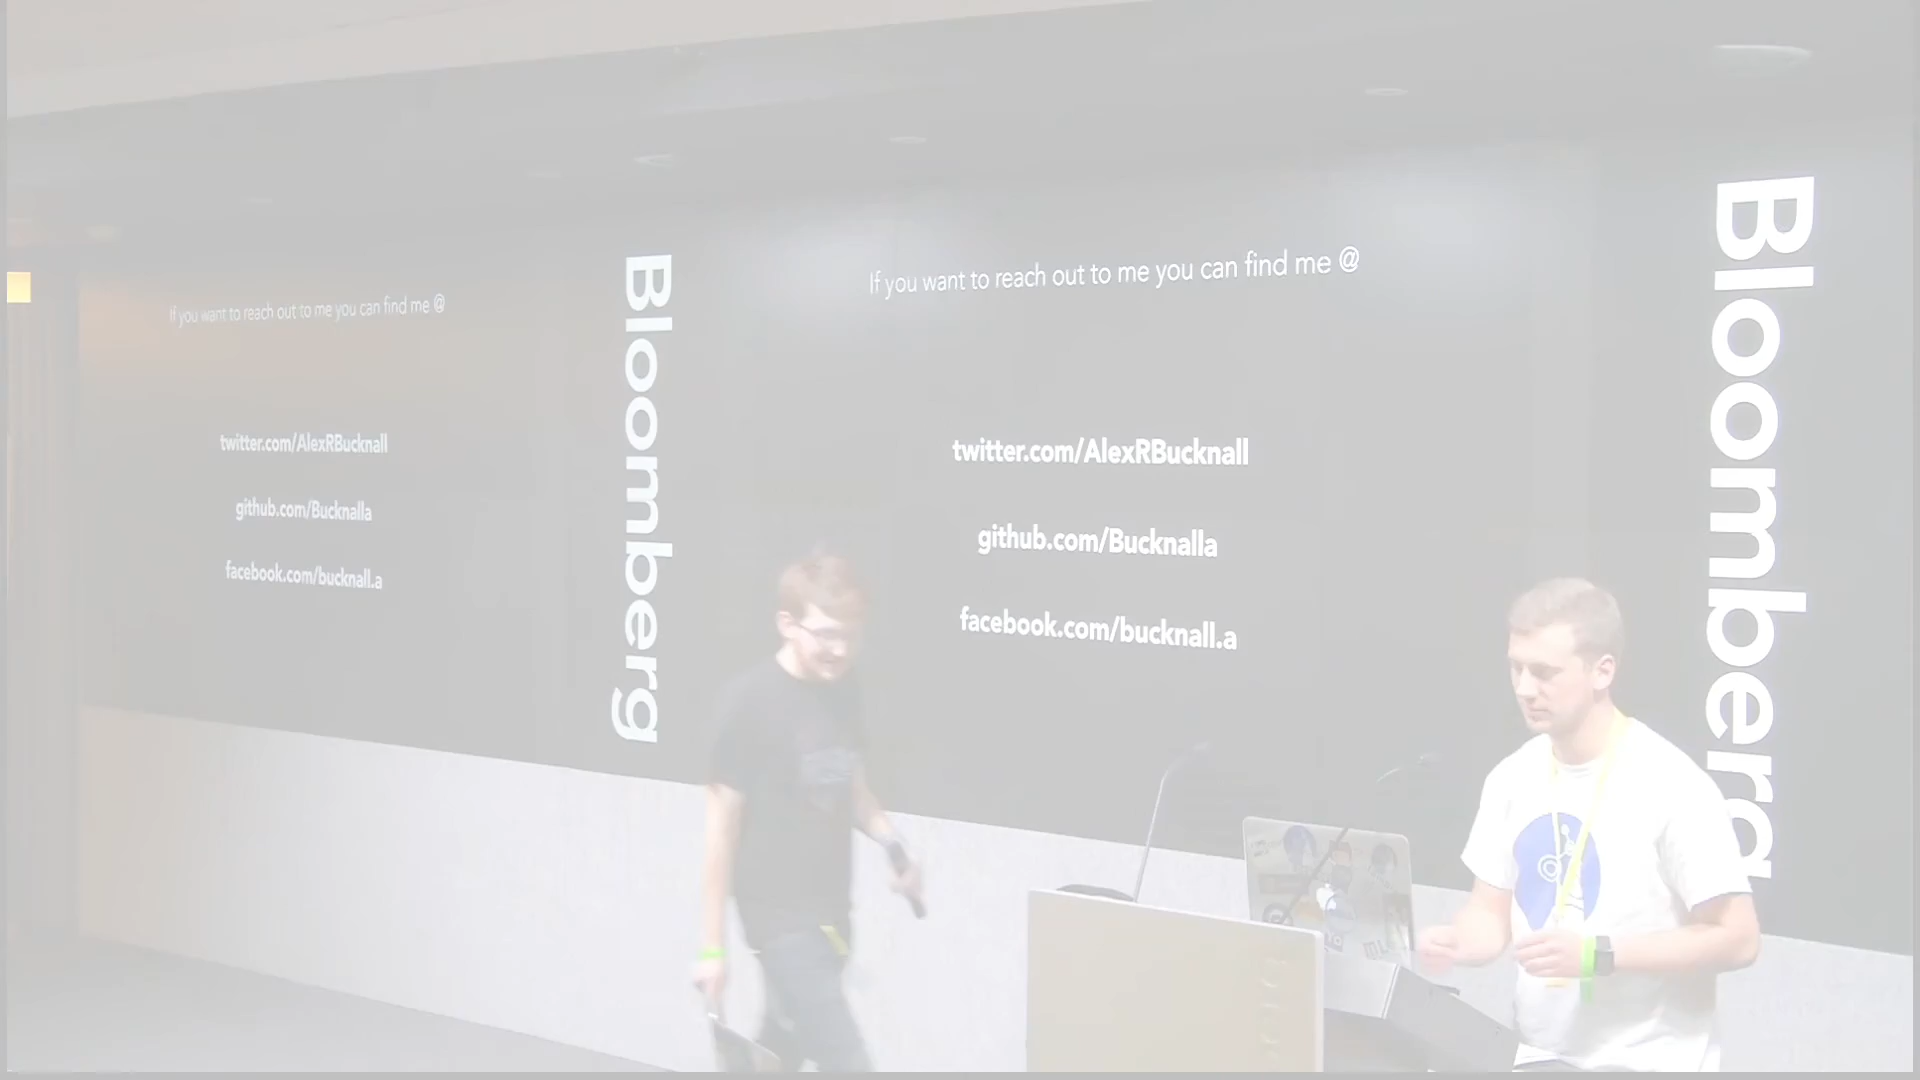 If you want to reach out to me you can find me @
twitter.com/AlexRBucknall
github.com/Bucknalla
facebook.com/bucknall.a
Bloomberg
If you want to reach out to me you can find me @
twitter.com/AlexRBucknall
github.com/Bucknalla
facebook.com/bucknall.a
Bloomberg